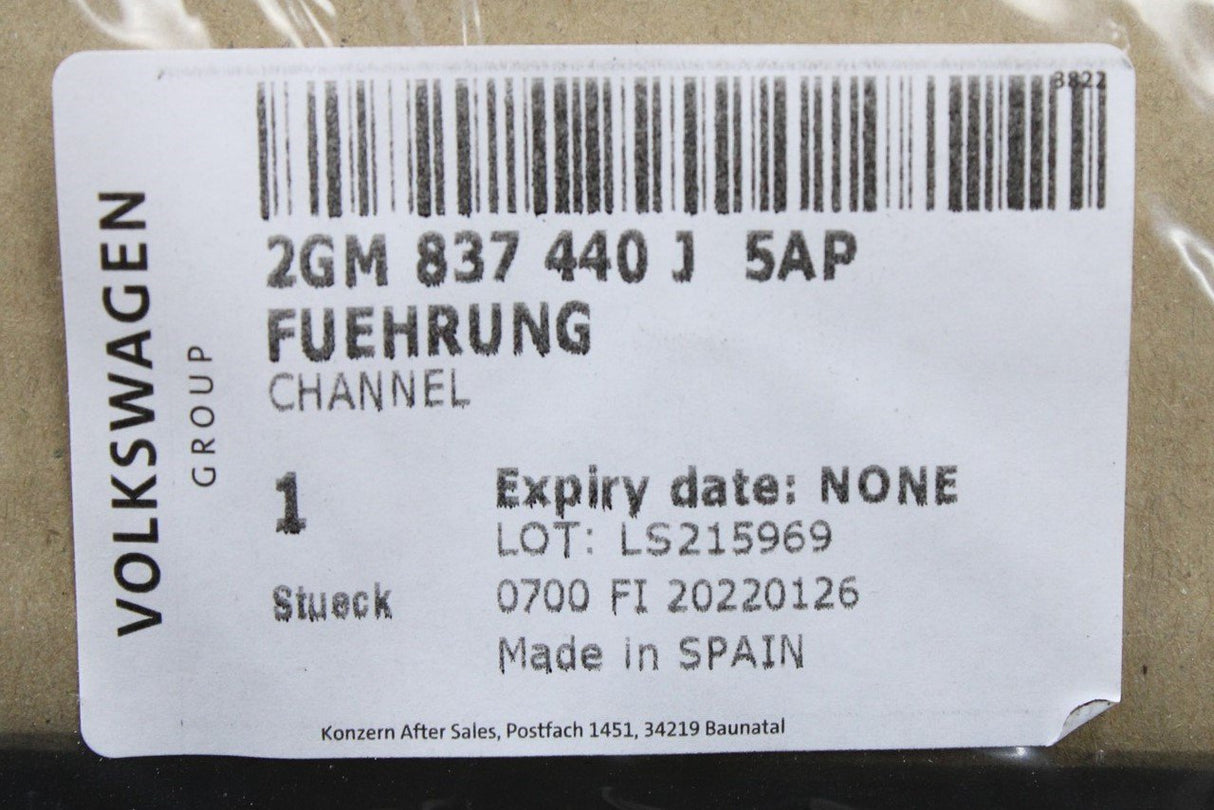 VOLKSWAGEN
GROUP
3822
2GM 837 440 J 5AP
FUEHRUNG
CHANNEL
1
Stueck
Expiry date: NONE
LOT: LS215969
0700 FI 20220126
Made in SPAIN
Konzern After Sales, Postfach 1451, 34219 Baunatal